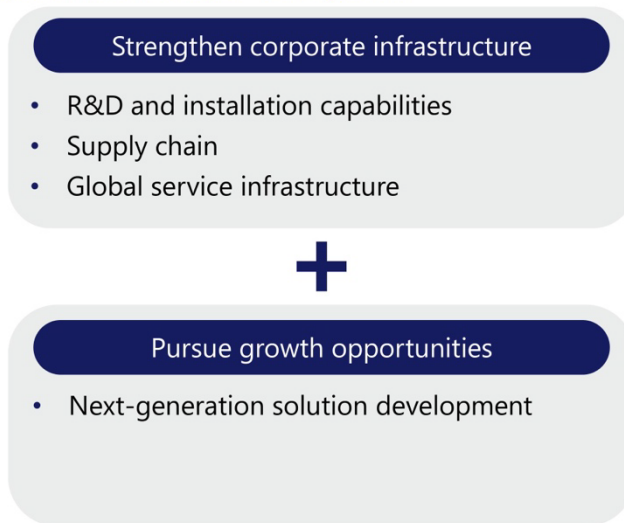 Strengthen corporate infrastructure
• R&D and installation capabilities
• Supply chain
• Global service infrastructure
+
Pursue growth opportunities
• Next-generation solution development